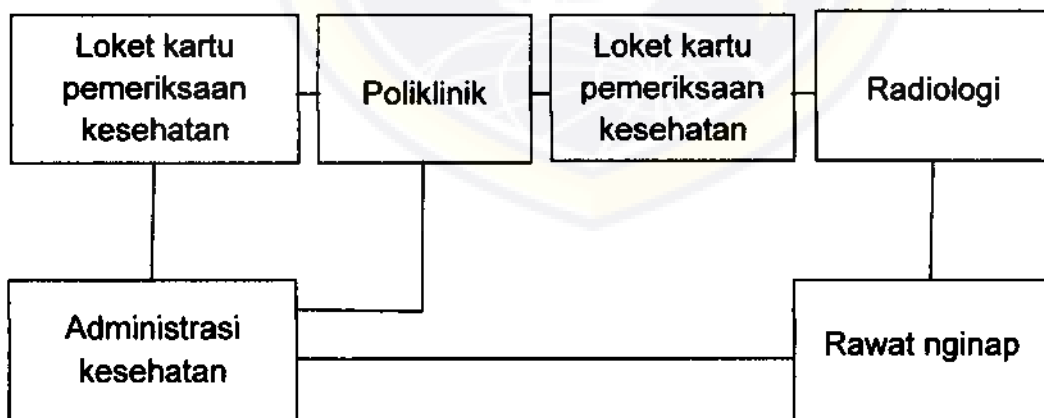 Loket kartu
pemeriksaan
kesehatan
Poliklinik
Loket kartu
pemeriksaan
kesehatan
Radiologi
Administrasi
kesehatan
Rawat nginap